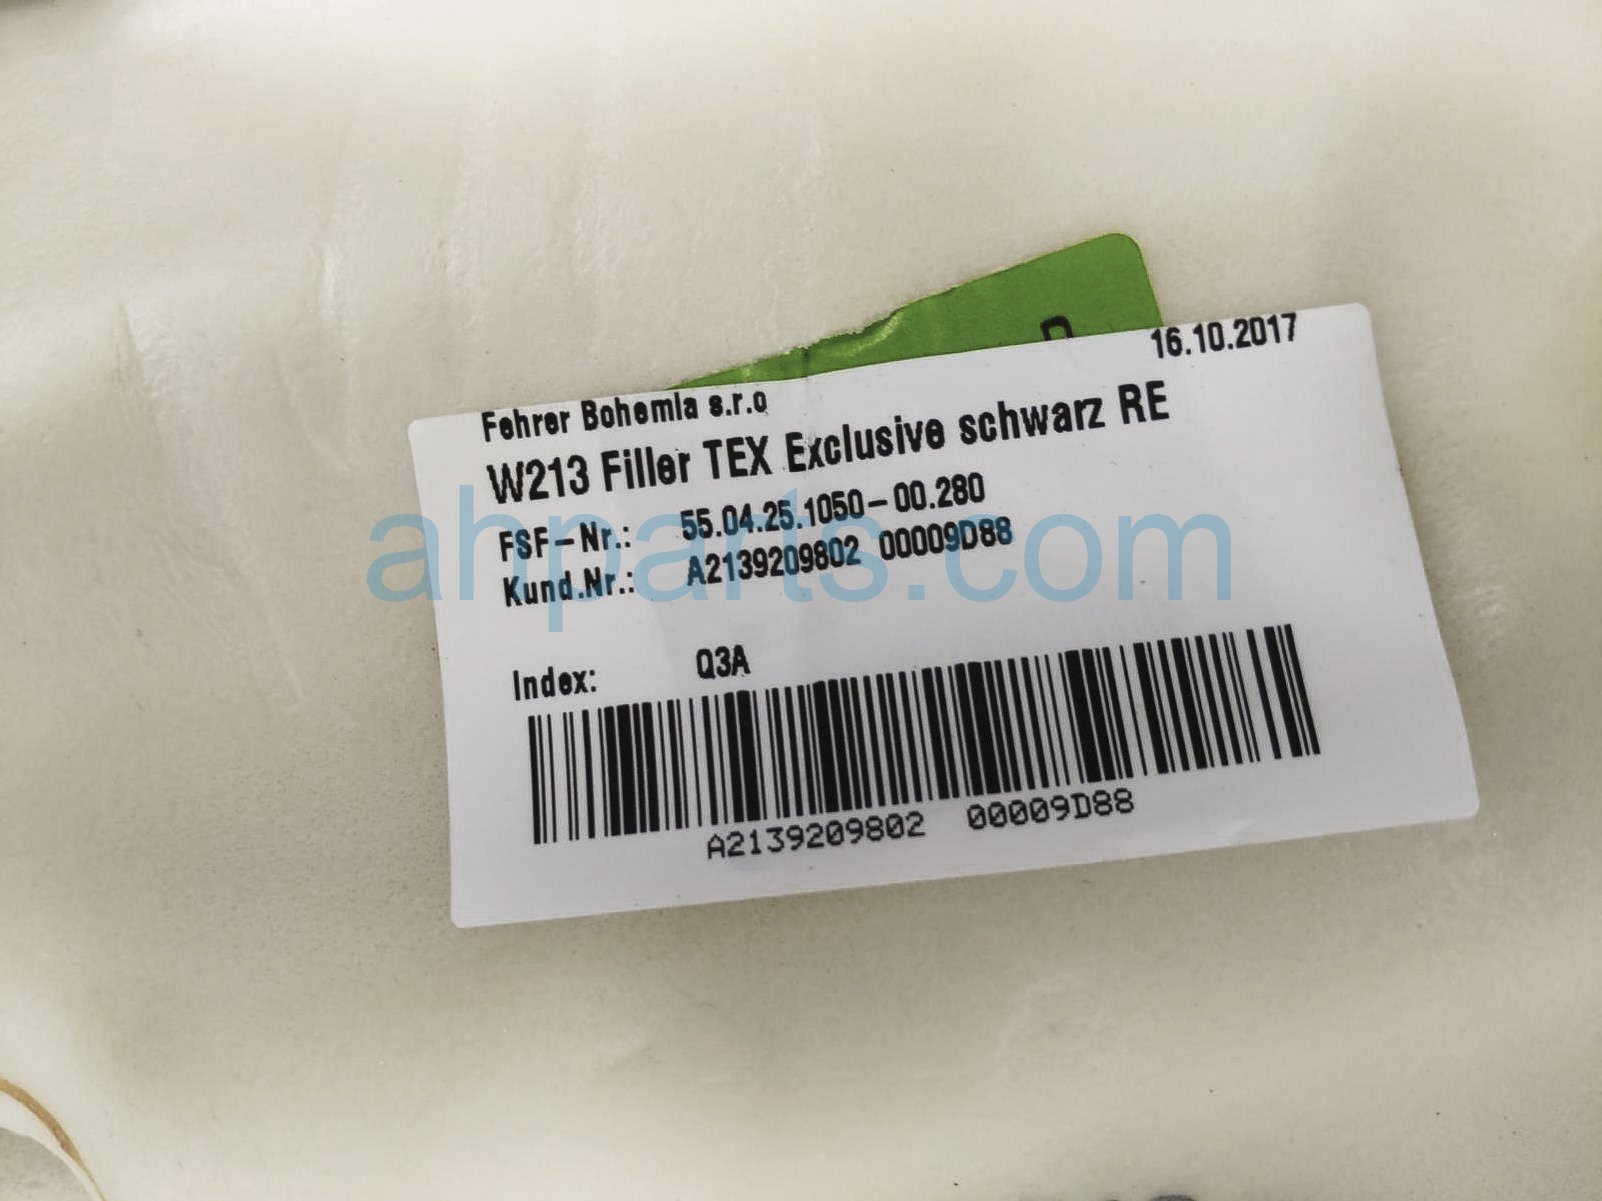 16.10.2017
Fehrer Bohemia s.r.o
W213 Filler TEX Exclusive schwarz RE
FSF-Nr.: 55.04.25.1050-00.280
Kund.Nr.: A2139209802 00009D88
Index: Q3A
A2139209802 00009D88
ahparts.com